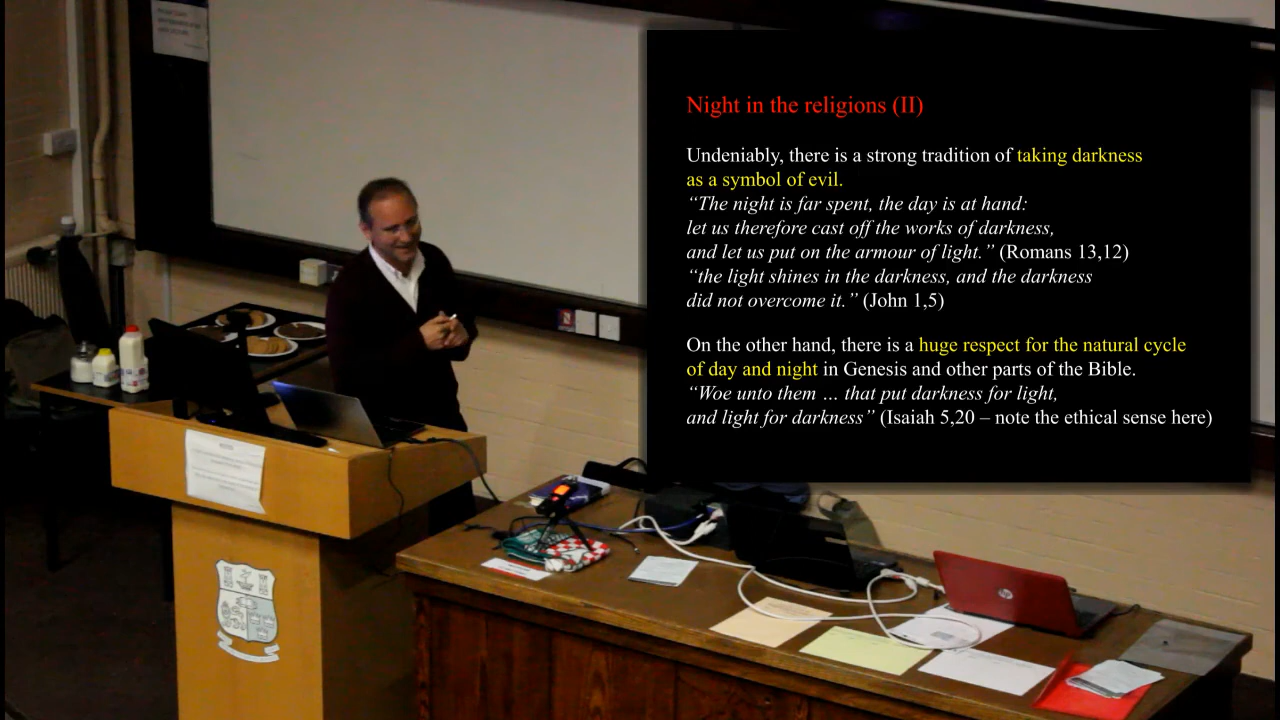 Night in the religions (II)
Undeniably, there is a strong tradition of taking darkness
as a symbol of evil.
“The night is far spent, the day is at hand:
let us therefore cast off the works of darkness,
and let us put on the armour of light.” (Romans 13,12)
“the light shines in the darkness, and the darkness
did not overcome it.” (John 1,5)
On the other hand, there is a huge respect for the natural cycle
of day and night in Genesis and other parts of the Bible.
“Woe unto them … that put darkness for light,
and light for darkness” (Isaiah 5,20 – note the ethical sense here)
hp